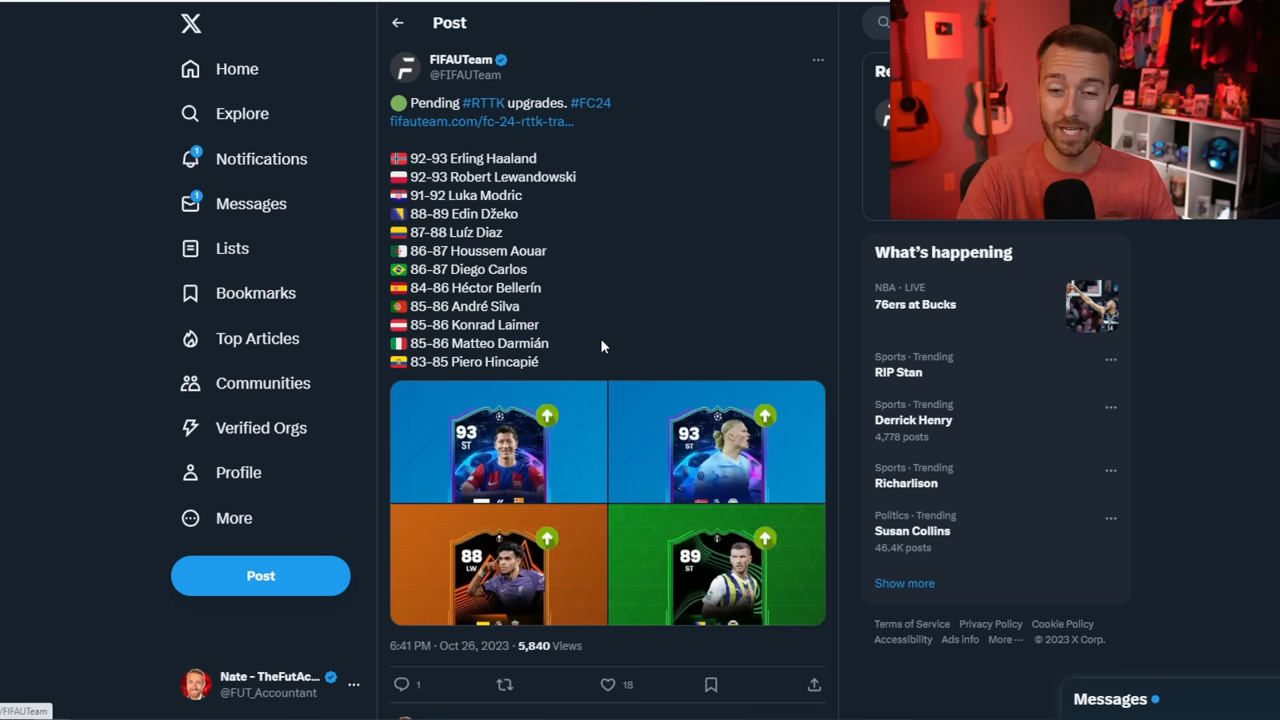 Home
Explore
1
Notifications
1
Messages
Lists
Bookmarks
Top Articles
Communities
Verified Orgs
Profile
More
Post
Nate - TheFutAc...
@FUT_Accountant
/FIFAUTeam
Post
FIFAUTeam
@FIFAUTeam
Pending #RTTK upgrades. #FC24
fifauteam.com/fc-24-rttk-tra...
92–93 Erling Haaland
92–93 Robert Lewandowski
91–92 Luka Modric
88–89 Edin Džeko
87–88 Luíz Diaz
86–87 Houssem Aouar
86–87 Diego Carlos
84–86 Héctor Bellerín
85–86 André Silva
85–86 Konrad Laimer
85–86 Matteo Darmián
83–85 Piero Hincapié
93
ST
93
ST
88
LW
89
ST
6:41 PM · Oct 26, 2023 · 5,840 Views
1
18
Re
What's happening
NBA · LIVE
76ers at Bucks
Sports · Trending
RIP Stan
Sports · Trending
Derrick Henry
4,778 posts
Sports · Trending
Richarlison
Politics · Trending
Susan Collins
46.4K posts
Show more
Terms of Service Privacy Policy Cookie Policy
Accessibility Ads info More ··· © 2023 X Corp.
Messages